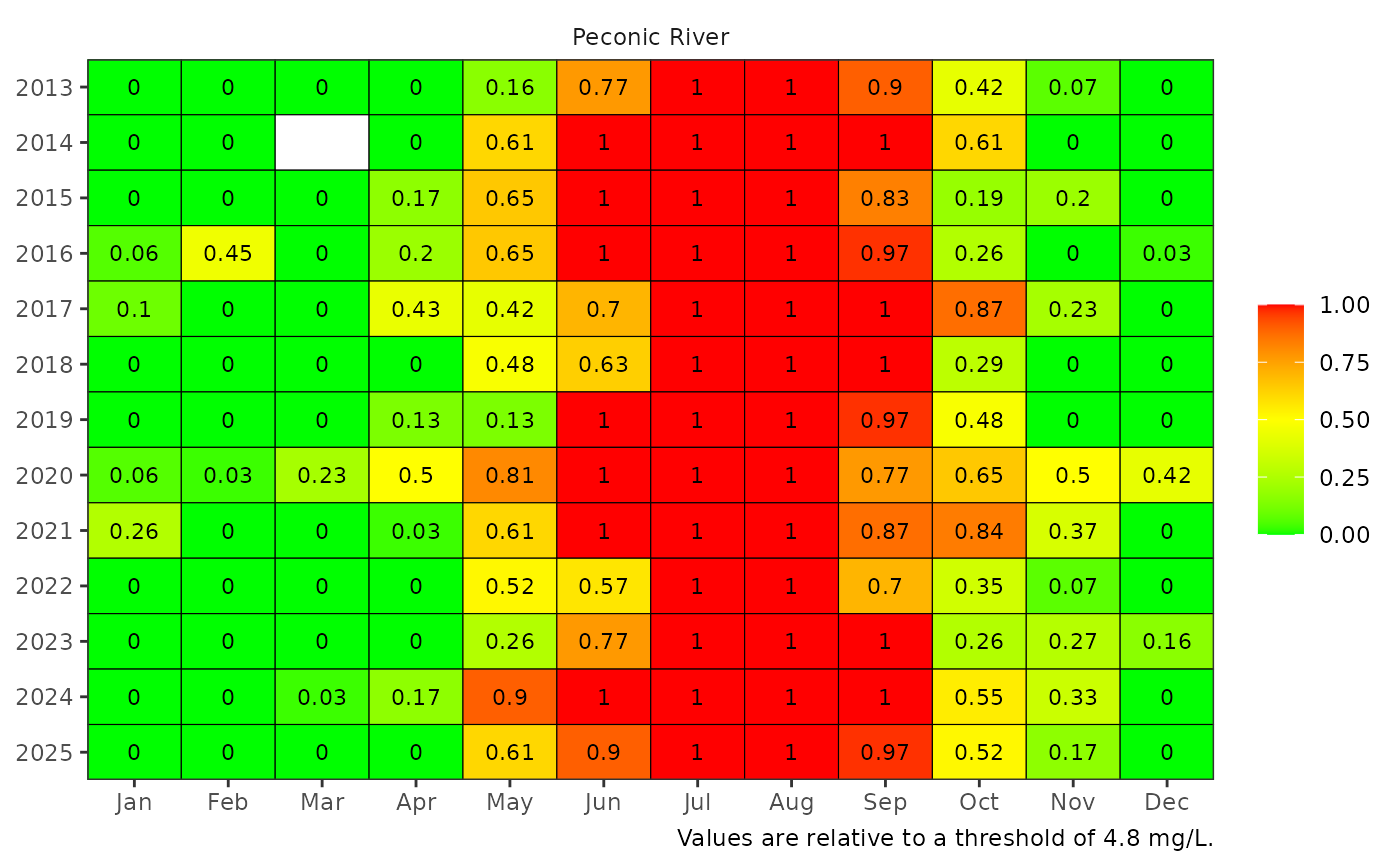 Peconic River
2013 0 0 0 0 0.16 0.77 1 1 0.9 0.42 0.07 0
2014 0 0 0 0.61 1 1 1 1 0.61 0 0
2015 0 0 0 0.17 0.65 1 1 1 0.83 0.19 0.2 0
2016 0.06 0.45 0 0.2 0.65 1 1 1 0.97 0.26 0 0.03
2017 0.1 0 0 0.43 0.42 0.7 1 1 1 0.87 0.23 0
2018 0 0 0 0 0.48 0.63 1 1 1 0.29 0 0
2019 0 0 0 0.13 0.13 1 1 1 0.97 0.48 0 0
2020 0.06 0.03 0.23 0.5 0.81 1 1 1 0.77 0.65 0.5 0.42
2021 0.26 0 0 0.03 0.61 1 1 1 0.87 0.84 0.37 0
2022 0 0 0 0 0.52 0.57 1 1 0.7 0.35 0.07 0
2023 0 0 0 0 0.26 0.77 1 1 1 0.26 0.27 0.16
2024 0 0 0.03 0.17 0.9 1 1 1 1 0.55 0.33 0
2025 0 0 0 0 0.61 0.9 1 1 0.97 0.52 0.17 0
Jan Feb Mar Apr May Jun Jul Aug Sep Oct Nov Dec
Values are relative to a threshold of 4.8 mg/L.
1.00
0.75
0.50
0.25
0.00